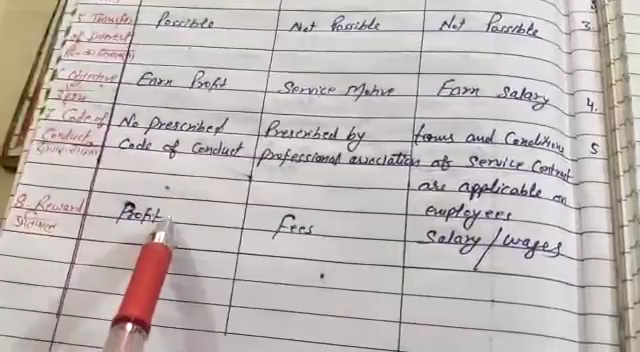 5 Transfer Possible Not Possible Not Possible 3.
of interest
Objective Earn Profit Service Motive Earn Salary 4.
7 Code of No Prescribed Prescribed by terms and Conditions 5
Conduct Code of Conduct Professional association of Service Contract
are applicable on
8. Reward Profit Fees employees
Salary / wages